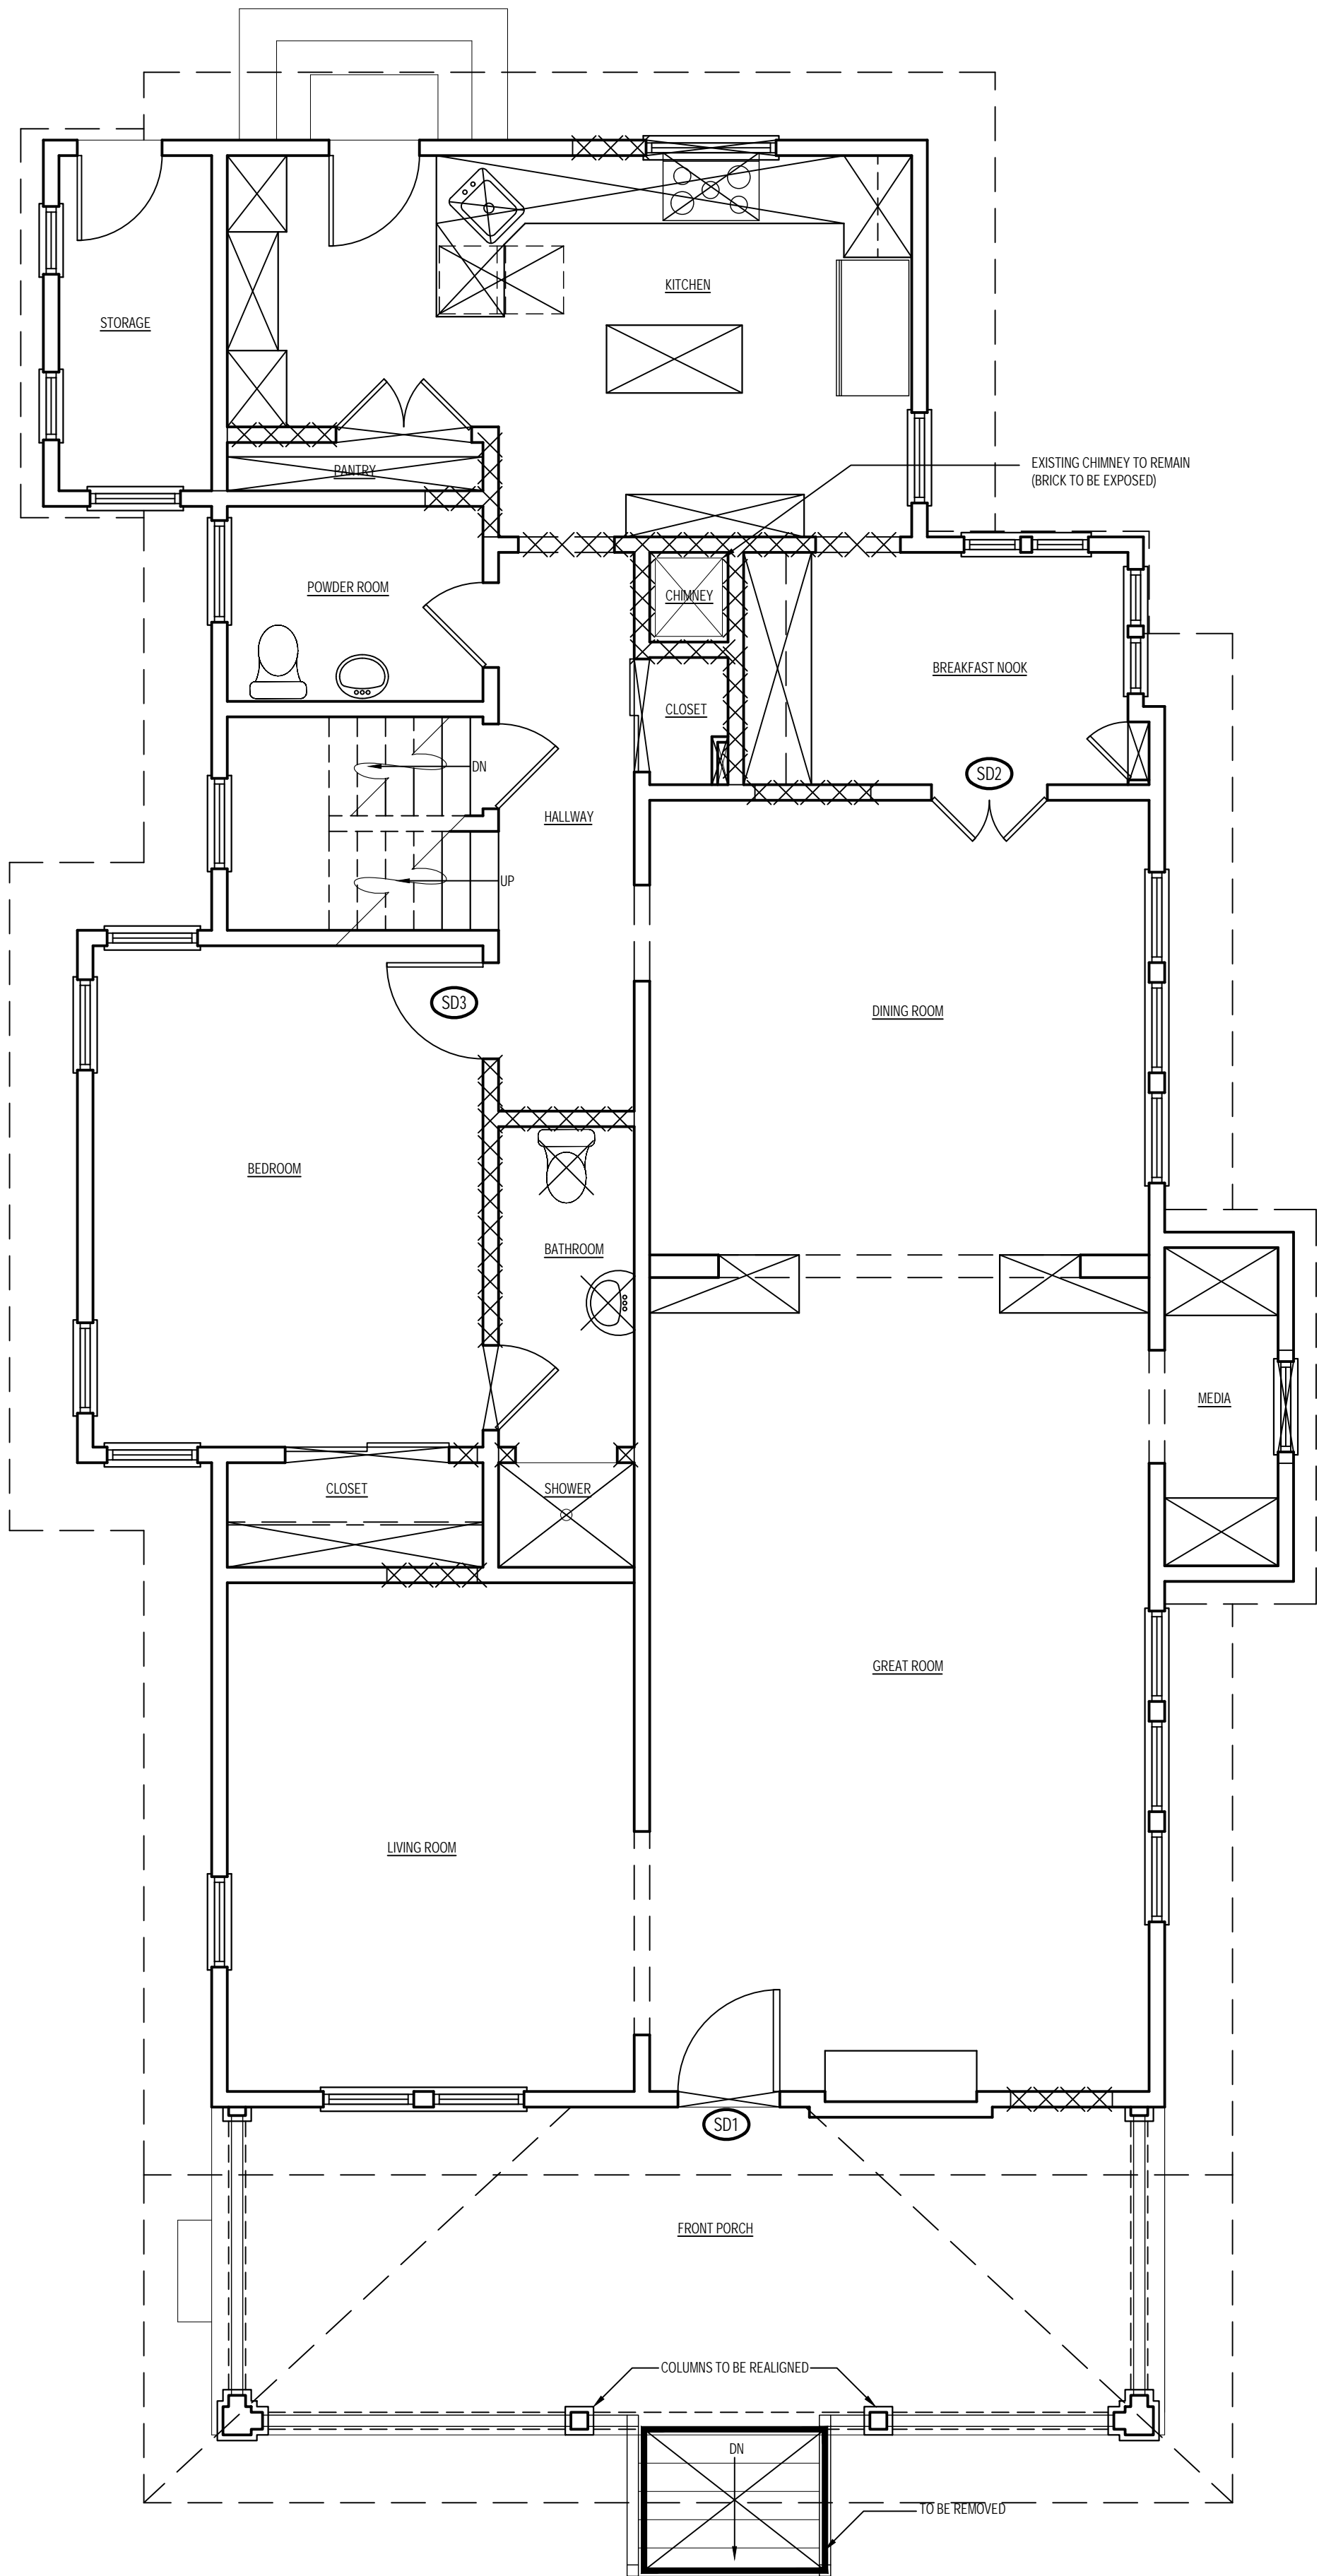 KITCHEN
STORAGE
EXISTING CHIMNEY TO REMAIN
(BRICK TO BE EXPOSED)
PANTRY
POWDER ROOM
CHIMNEY
BREAKFAST NOOK
CLOSET
DN
SD2
HALLWAY
UP
SD3
DINING ROOM
BEDROOM
BATHROOM
MEDIA
CLOSET
SHOWER
GREAT ROOM
LIVING ROOM
SD1
FRONT PORCH
COLUMNS TO BE REALIGNED
DN
TO BE REMOVED